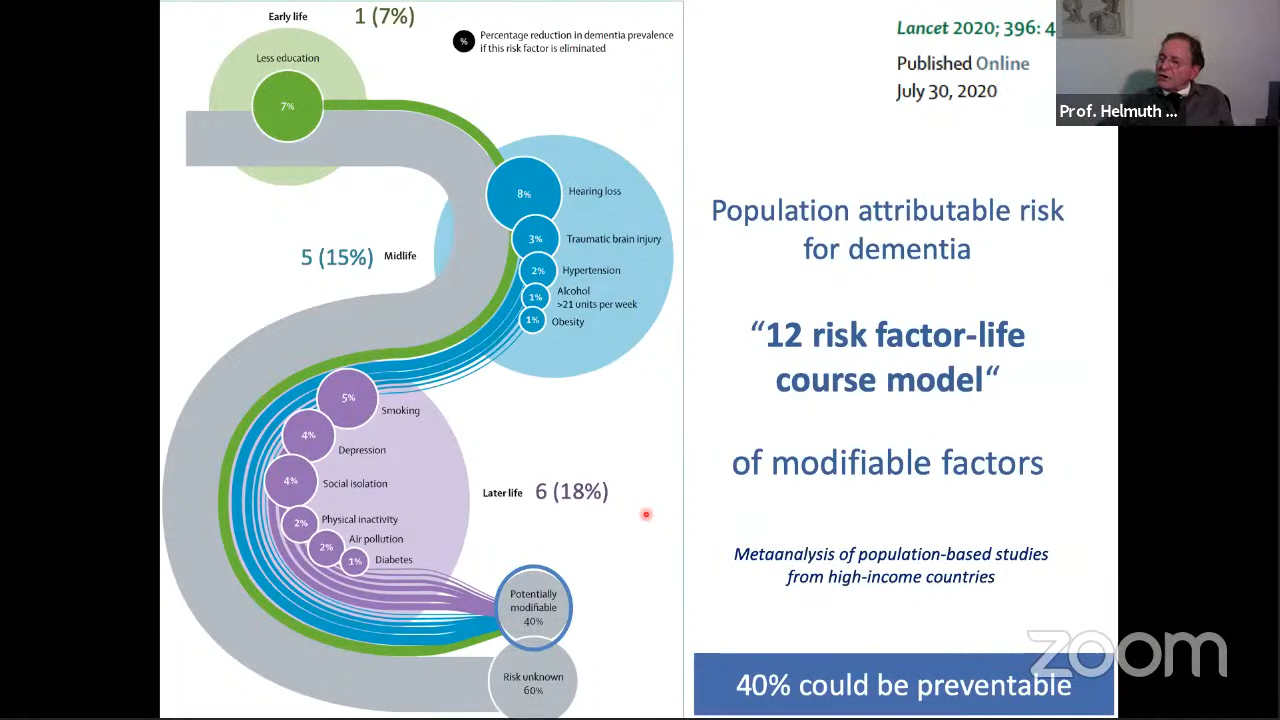 Early life
1 (7%)
Less education
7%
%
Percentage reduction in dementia prevalence
if this risk factor is eliminated
8%
Hearing loss
3%
Traumatic brain injury
2%
Hypertension
1%
Alcohol
>21 units per week
1%
Obesity
5 (15%)
Midlife
5%
Smoking
4%
Depression
4%
Social isolation
2%
Physical inactivity
2%
Air pollution
1%
Diabetes
Later life
6 (18%)
Potentially
modifiable
40%
Risk unknown
60%
Lancet 2020; 396: 4
Published Online
July 30, 2020
Prof. Helmuth ...
Population attributable risk
for dementia
“12 risk factor-life
course model“
of modifiable factors
Metaanalysis of population-based studies
from high-income countries
40% could be preventable
zoom